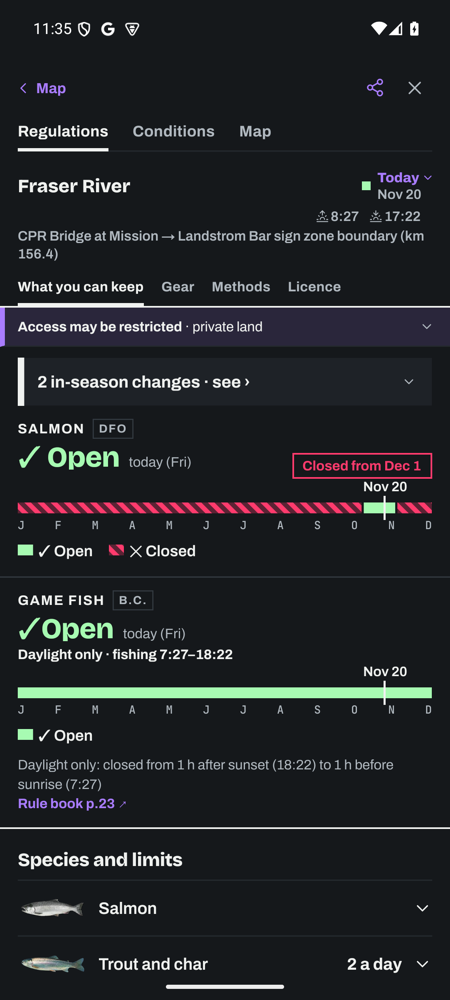 11:35
Map
Regulations Conditions Map
Fraser River
Today
Nov 20
8:27 17:22
CPR Bridge at Mission → Landstrom Bar sign zone boundary (km
156.4)
What you can keep Gear Methods Licence
Access may be restricted · private land
2 in-season changes · see ›
SALMON DFO
✓ Open today (Fri)
Closed from Dec 1
Nov 20
J F M A M J J A S O N D
✓ Open ✕ Closed
GAME FISH B.C.
✓ Open today (Fri)
Daylight only · fishing 7:27–18:22
Nov 20
J F M A M J J A S O N D
✓ Open
Daylight only: closed from 1 h after sunset (18:22) to 1 h before
sunrise (7:27)
Rule book p.23 ↗
Species and limits
Salmon
Trout and char 2 a day